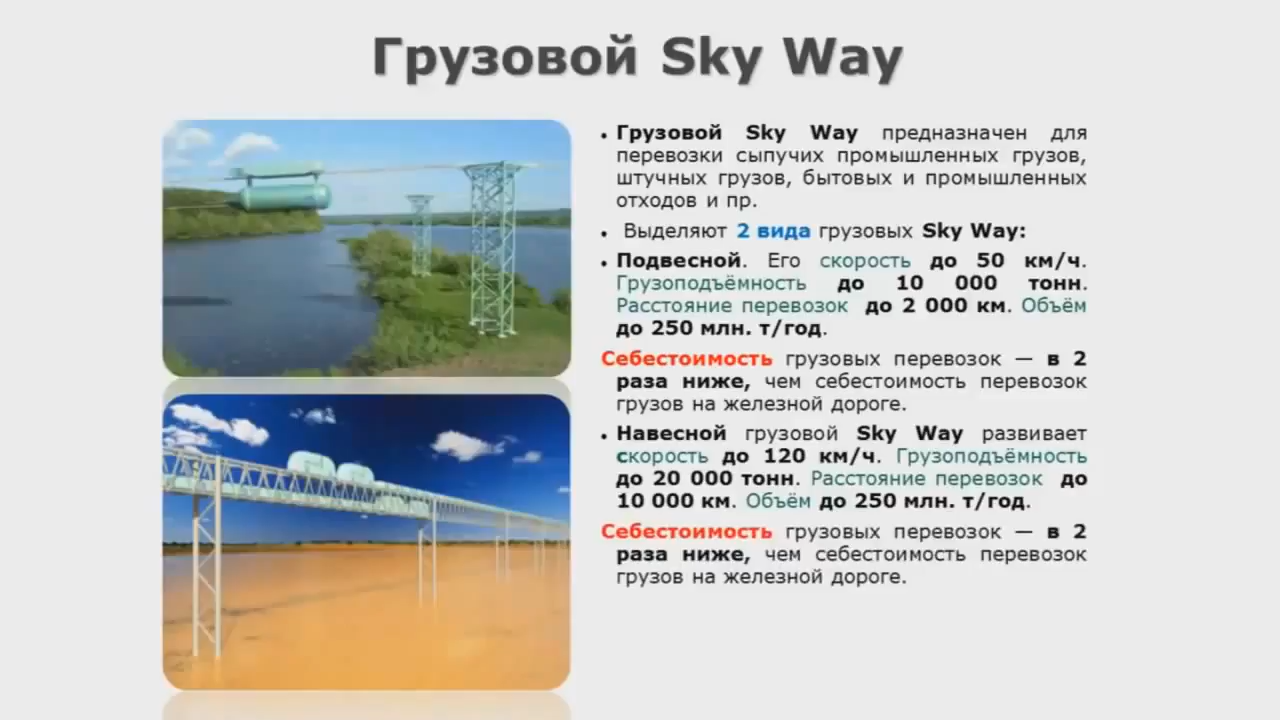 Грузовой Sky Way
• Грузовой Sky Way предназначен для
перевозки сыпучих промышленных грузов,
штучных грузов, бытовых и промышленных
отходов и пр.
• Выделяют 2 вида грузовых Sky Way:
• Подвесной. Его скорость до 50 км/ч.
Грузоподъёмность до 10 000 тонн.
Расстояние перевозок до 2 000 км. Объём
до 250 млн. т/год.
Себестоимость грузовых перевозок — в 2
раза ниже, чем себестоимость перевозок
грузов на железной дороге.
• Навесной грузовой Sky Way развивает
скорость до 120 км/ч. Грузоподъёмность
до 20 000 тонн. Расстояние перевозок до
10 000 км. Объём до 250 млн. т/год.
Себестоимость грузовых перевозок — в 2
раза ниже, чем себестоимость перевозок
грузов на железной дороге.